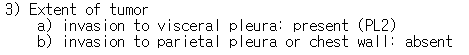 3) Extent of tumor
a) invasion to visceral pleura: present (PL2)
b) invasion to parietal pleura or chest wall: absent